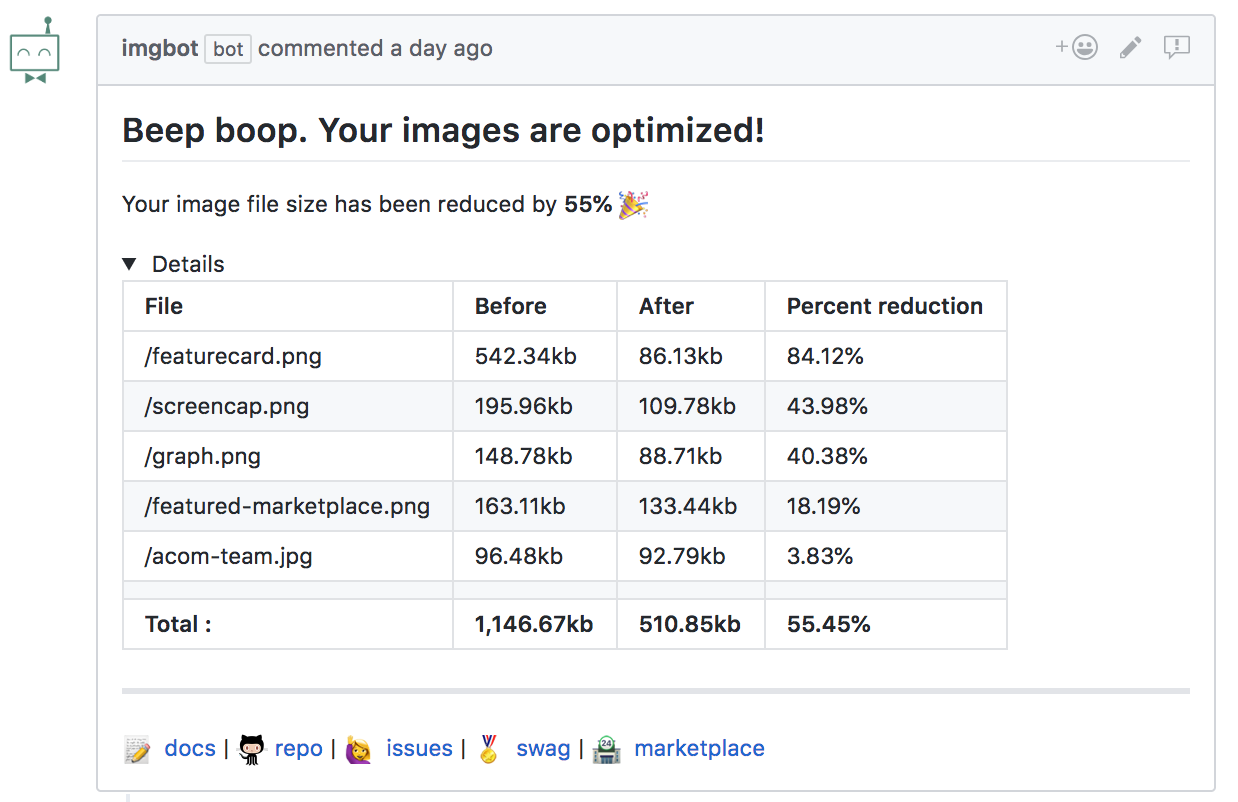 imgbot bot commented a day ago
Beep boop. Your images are optimized!
Your image file size has been reduced by 55%
Details
File Before After Percent reduction
/featurecard.png 542.34kb 86.13kb 84.12%
/screencap.png 195.96kb 109.78kb 43.98%
/graph.png 148.78kb 88.71kb 40.38%
/featured-marketplace.png 163.11kb 133.44kb 18.19%
/acom-team.jpg 96.48kb 92.79kb 3.83%
Total : 1,146.67kb 510.85kb 55.45%
docs | repo | issues | swag | 24 marketplace